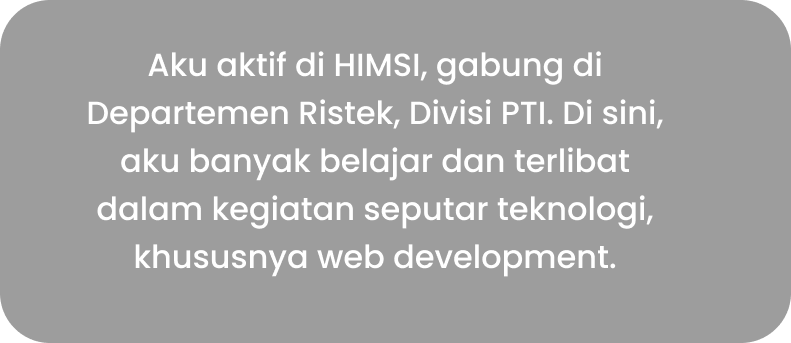 Aku aktif di HIMSI, gabung di
Departemen Ristek, Divisi PTI. Di sini,
aku banyak belajar dan terlibat
dalam kegiatan seputar teknologi,
khususnya web development.